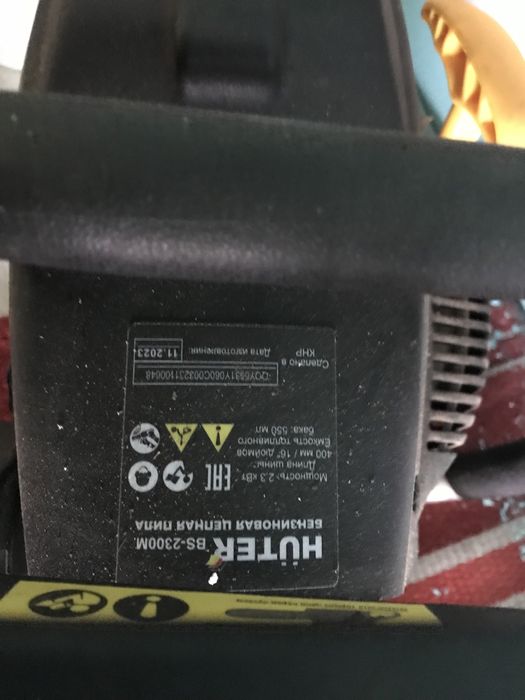 HÜTER BS-2300M
БЕНЗИНОВАЯ ЦЕПНАЯ ПИЛА
Мощность: 2.3 кВт
Длина шины:
400 мм / 16" дюймов
Емкость топливного
бака: 550 мл
EAC
Сделано в
КНР
Дата изготовления: 11.2023